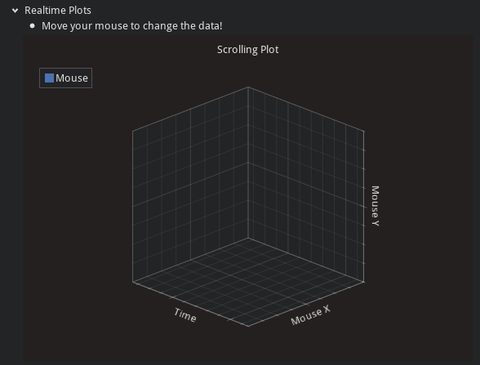 Realtime Plots
Move your mouse to change the data!
Scrolling Plot
Mouse
Mouse Y
Time
Mouse X